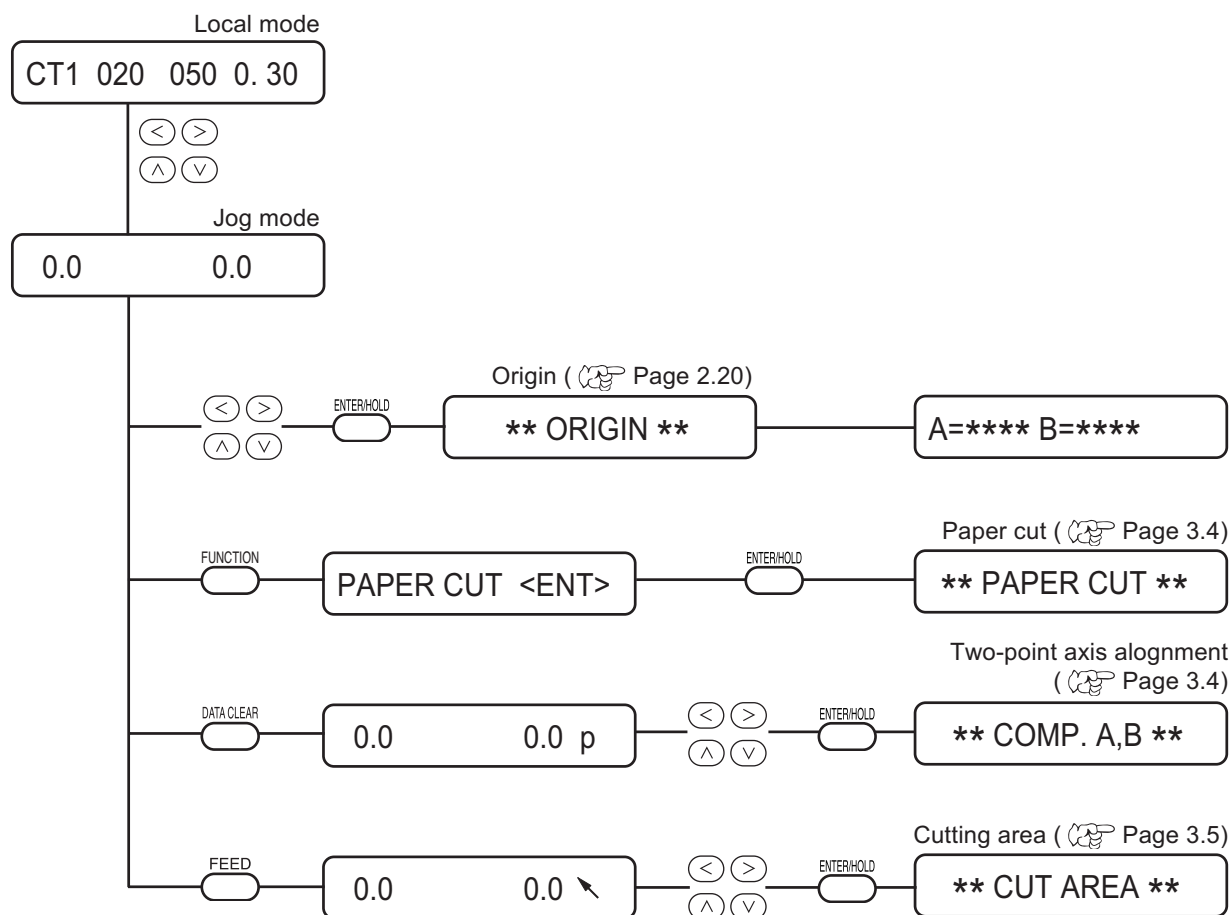 Local mode
CT1 020 050 0. 30
< >
∧ ∨
Jog mode
0.0 0.0
Origin ( Page 2.20)
< > ENTER/HOLD
∧ ∨
** ORIGIN ** A=**** B=****
Paper cut ( Page 3.4)
FUNCTION ENTER/HOLD
PAPER CUT <ENT> ** PAPER CUT **
Two-point axis alognment
( Page 3.4)
DATA CLEAR < > ENTER/HOLD
0.0 0.0 p ∧ ∨ ** COMP. A,B **
Cutting area ( Page 3.5)
FEED < > ENTER/HOLD
0.0 0.0 ∧ ∨ ** CUT AREA **